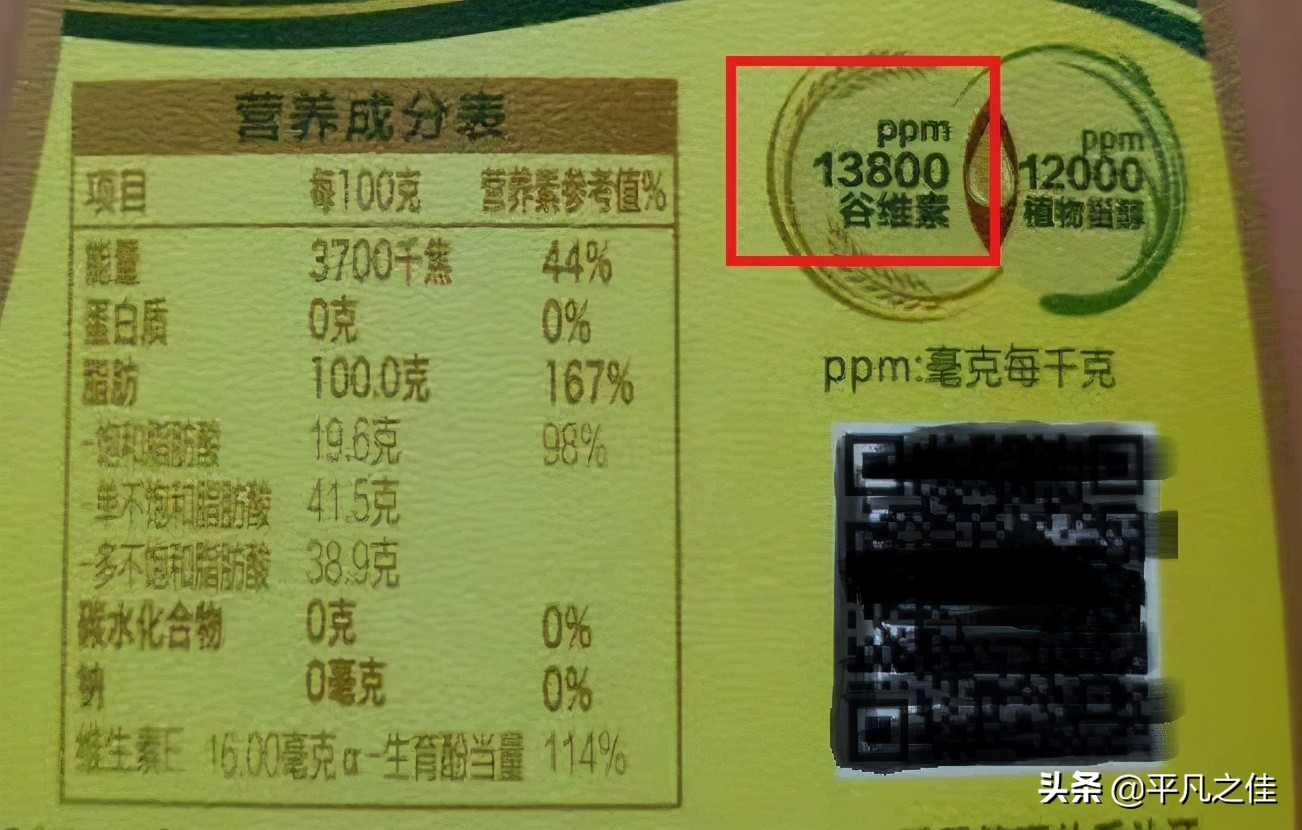 营养成分表
项目 每100克 营养素参考值%
能量 3700千焦 44%
蛋白质 0克 0%
脂肪 100.0克 167%
-饱和脂肪酸 19.6克 98%
-单不饱和脂肪酸 41.5克
-多不饱和脂肪酸 38.9克
碳水化合物 0克 0%
钠 0毫克 0%
维生素E 16.00毫克α-生育酚当量 114%
ppm
13800
谷维素
ppm
12000
植物甾醇
ppm:毫克每千克
头条 @平凡之佳